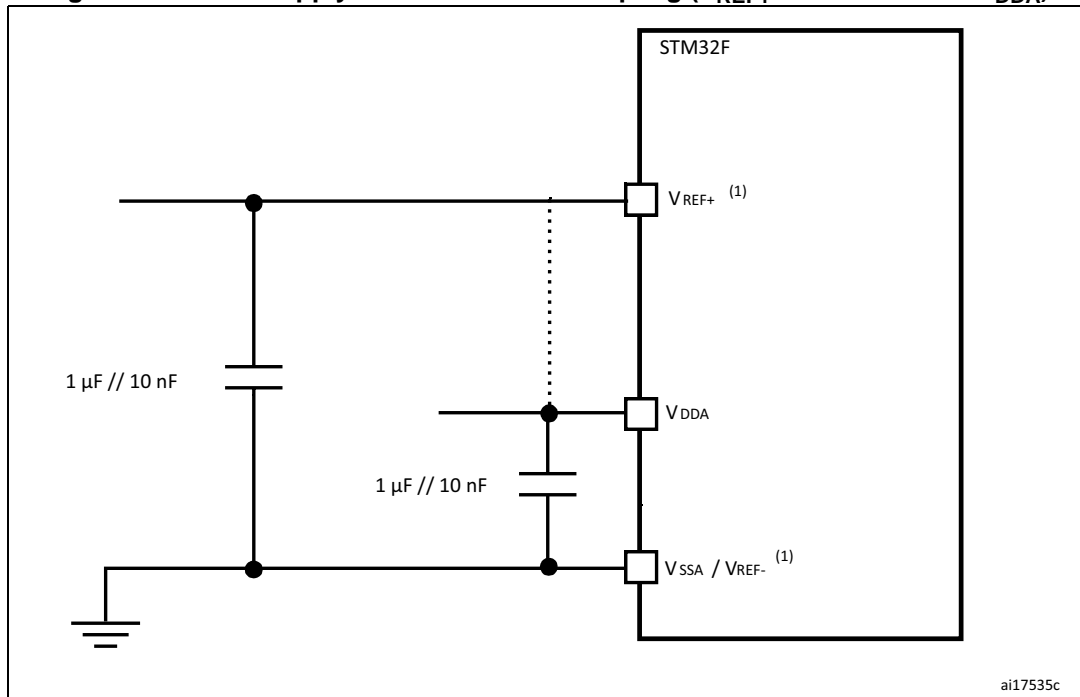 STM32F
VREF+ (1)
1 µF // 10 nF
VDDA
1 µF // 10 nF
VSSA / VREF- (1)
ai17535c